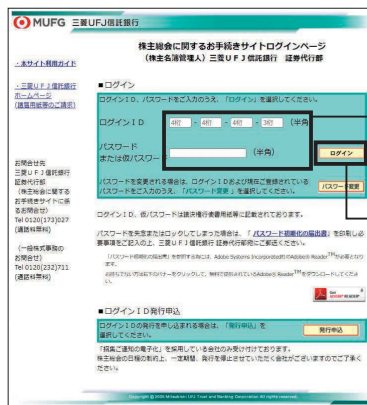 MUFG 三菱UFJ信託銀行
株主総会に関するお手続きサイトログインページ
（株主名簿管理人）三菱ＵＦＪ信託銀行　証券代行部
・本サイト利用ガイド
・三菱ＵＦＪ信託銀行
ホームページ
（議決権行使書等のご請求）
お問合せ先
三菱ＵＦＪ信託銀行
証券代行部
（株主総会に関する
お手続きサイトに係
るお問合せ）
Tel 0120(173)027
(通話料無料)
（一般株式事務の
お問合せ）
Tel 0120(232)711
(通話料無料)
■ログイン
ログインＩＤ、パスワードをご入力のうえ、「ログイン」を選択してください。
ログインＩＤ 4桁 - 4桁 - 4桁 - 3桁 （半角
パスワード
または仮パスワード （半角）
ログイン
パスワードを変更される場合は、ログインＩＤおよび現在ご登録されている
パスワードをご入力のうえ、「パスワード変更」を選択してください。
パスワード変更
ログインＩＤ、仮パスワードは議決権行使書用紙等に記載されております。
パスワードを失念またはロックしてしまった場合は、「パスワード初期化の届出書」を印刷し必
要事項をご記入の上、三菱ＵＦＪ信託銀行 証券代行部宛にご郵送ください。
ADOBE READER
■ログインＩＤ発行申込
ログインＩＤの発行を申し込まれる場合は、「発行申込」を
選択してください。
発行申込
「招集ご通知の電子化」を採用している会社のみ受け付けております。
株主総会の日程の制約上、一定期間、発行を停止させていただく会社がございますのでご了承く
ださい。
Copyright © 2006 Mitsubishi UFJ Trust and Banking Corporation All rights reserved.